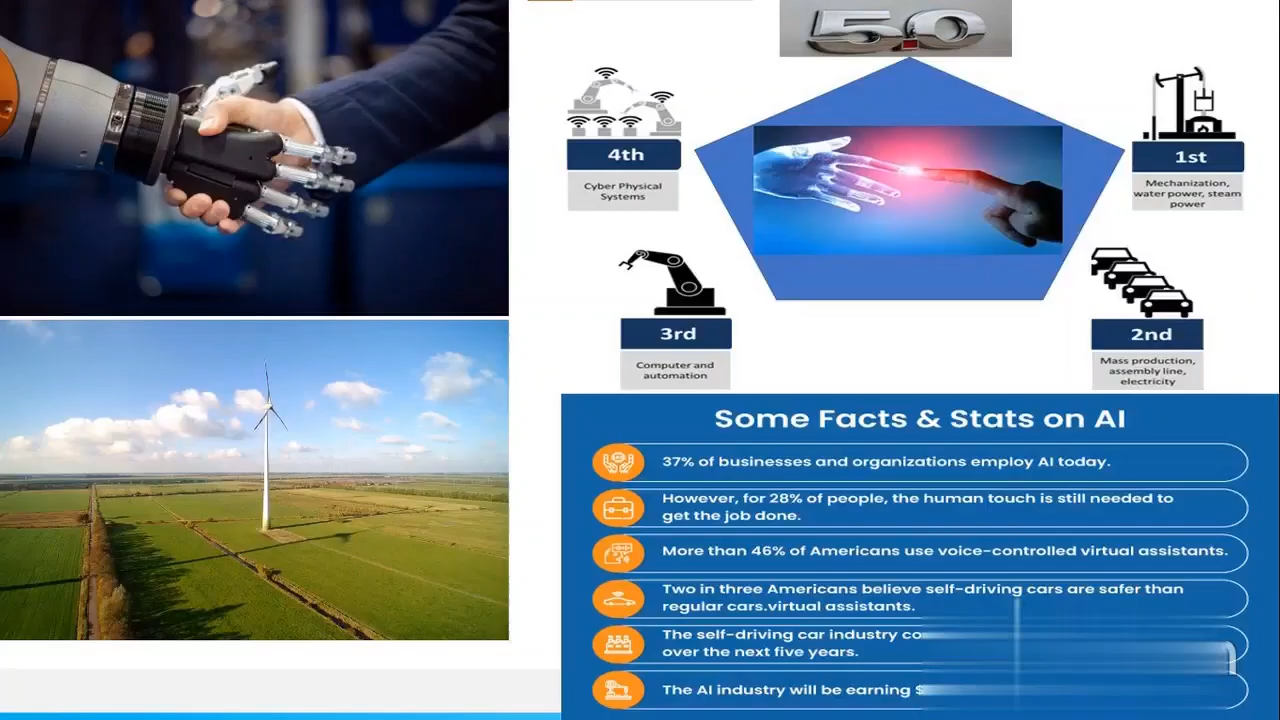 5.0
4th
Cyber Physical
Systems
1st
Mechanization,
water power, steam
power
3rd
Computer and
automation
2nd
Mass production,
assembly line,
electricity
Some Facts & Stats on AI
37% of businesses and organizations employ AI today.
However, for 28% of people, the human touch is still needed to
get the job done.
More than 46% of Americans use voice-controlled virtual assistants.
Two in three Americans believe self-driving cars are safer than
regular cars.virtual assistants.
The self-driving car industry
over the next five years.
The AI industry will be earning $